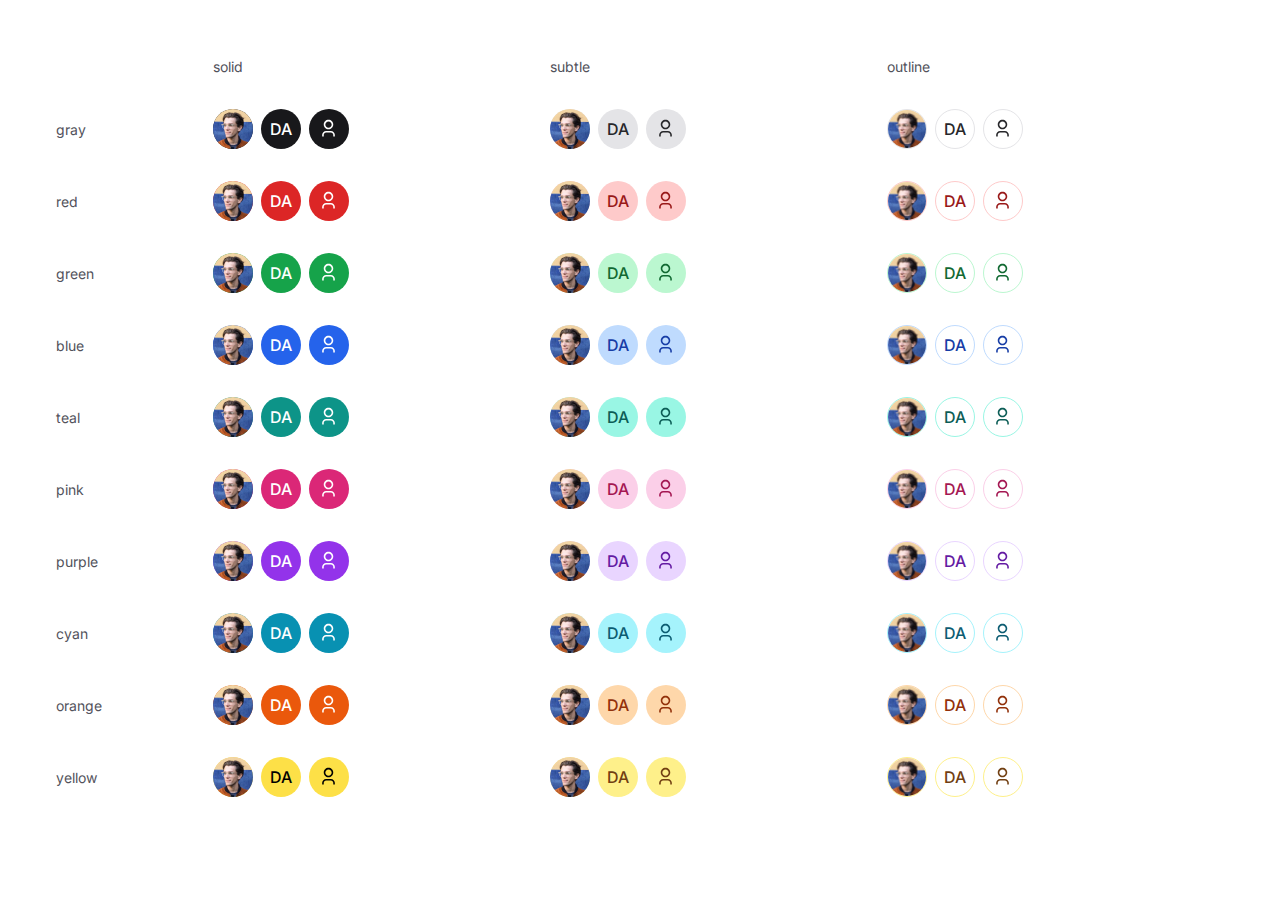 solid subtle outline
gray DA DA DA
red DA DA DA
green DA DA DA
blue DA DA DA
teal DA DA DA
pink DA DA DA
purple DA DA DA
cyan DA DA DA
orange DA DA DA
yellow DA DA DA